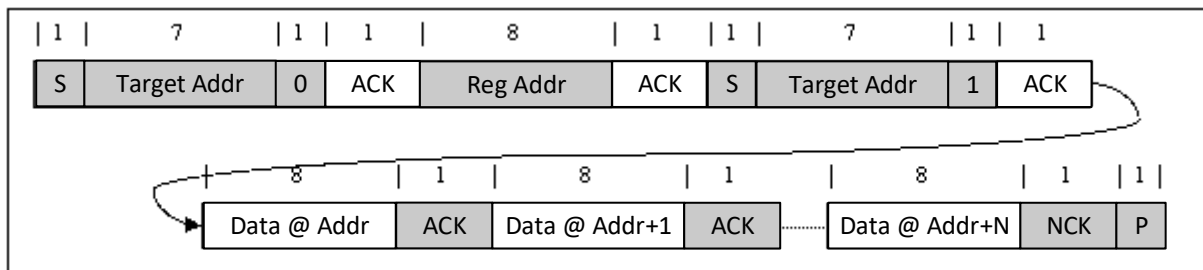 | 1 | 7 | 1 | 1 | 8 | 1 | 1 | 7 | 1 | 1
S Target Addr 0 ACK Reg Addr ACK S Target Addr 1 ACK
| 8 | 1 | 8 | 1 | 8 | 1 | 1 |
Data @ Addr ACK Data @ Addr+1 ACK Data @ Addr+N NCK P